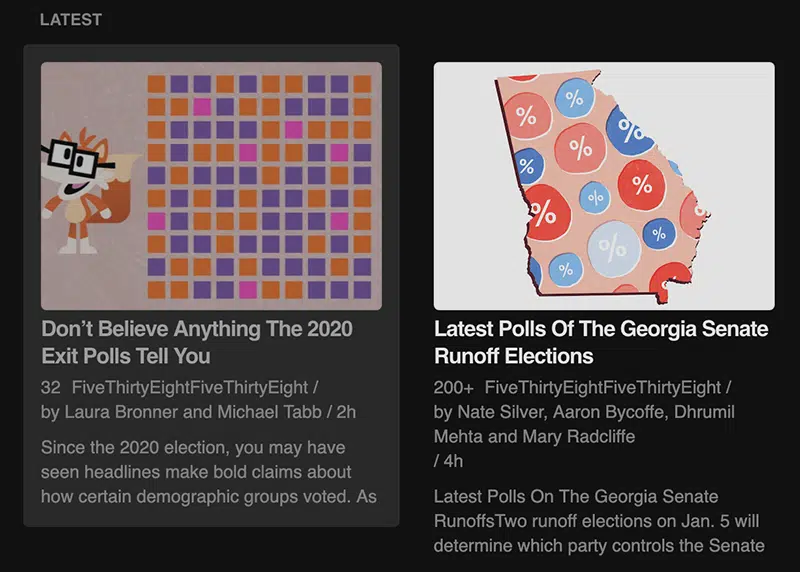 LATEST
Don’t Believe Anything The 2020
Exit Polls Tell You
32 FiveThirtyEightFiveThirtyEight /
by Laura Bronner and Michael Tabb / 2h
Since the 2020 election, you may have
seen headlines make bold claims about
how certain demographic groups voted. As
% % % % % % % % % % % %
Latest Polls Of The Georgia Senate
Runoff Elections
200+ FiveThirtyEightFiveThirtyEight /
by Nate Silver, Aaron Bycoffe, Dhrumil
Mehta and Mary Radcliffe
/ 4h
Latest Polls On The Georgia Senate
RunoffsTwo runoff elections on Jan. 5 will
determine which party controls the Senate